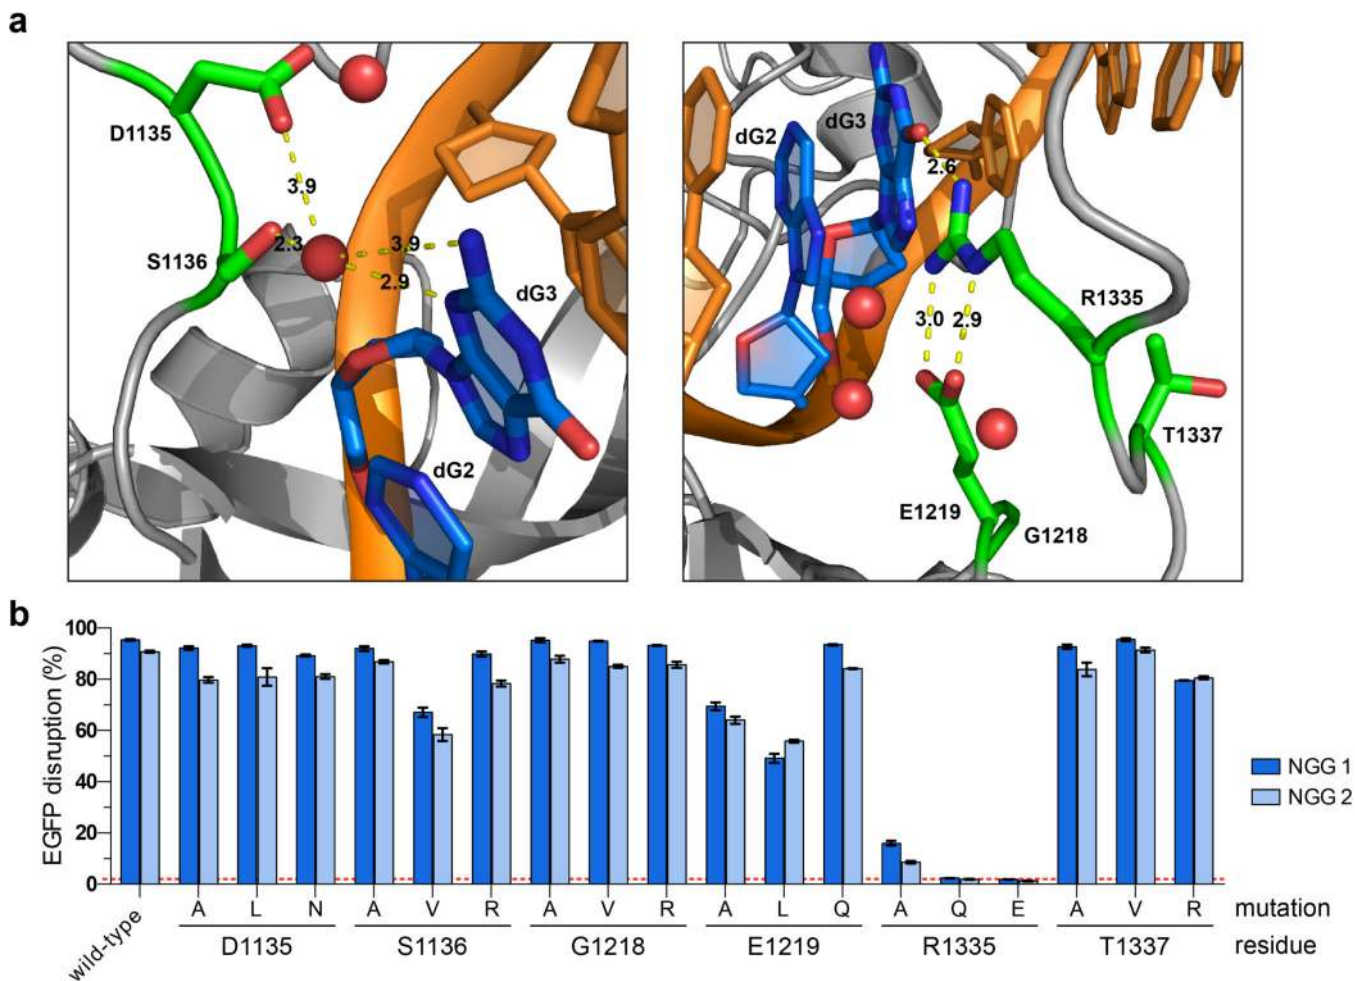 a
D1135
3.9
S1136
2.3
3.9
2.9
dG3
dG2
dG2
dG3
2.6
R1335
3.0
2.9
T1337
E1219
G1218
b
EGFP disruption (%)
100
80
60
40
20
0
NGG 1
NGG 2
wild-type
A L N A V R A V R A L Q A Q E A V R mutation
D1135 S1136 G1218 E1219 R1335 T1337 residue